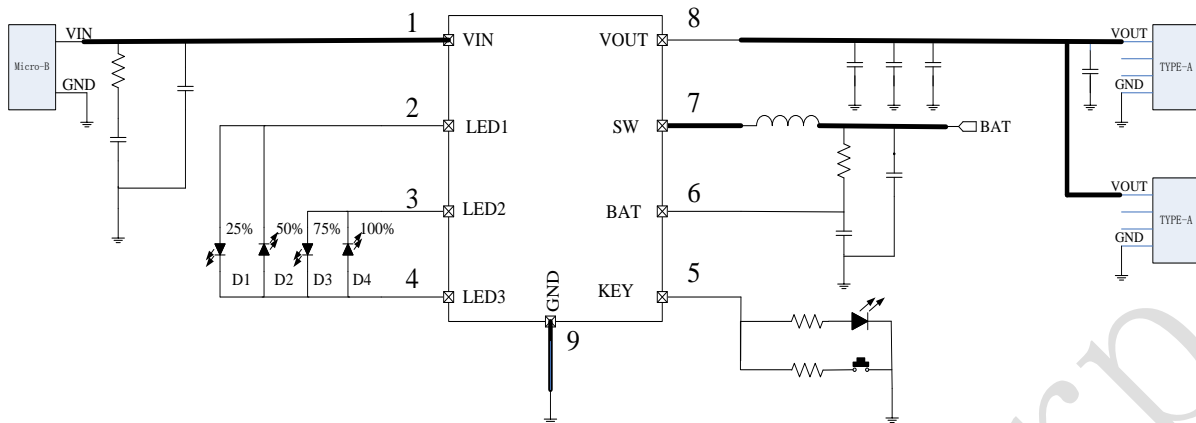 1
8
VIN
VIN
VOUT
VOUT
TYPE-A
Micro-B
GND
GND
2
7
LED1
SW
BAT
3
6
VOUT
LED2
BAT
TYPE-A
25%
50%
75%
100%
GND
D1
D2
D3
D4
4
5
LED3
GND
KEY
9
rp